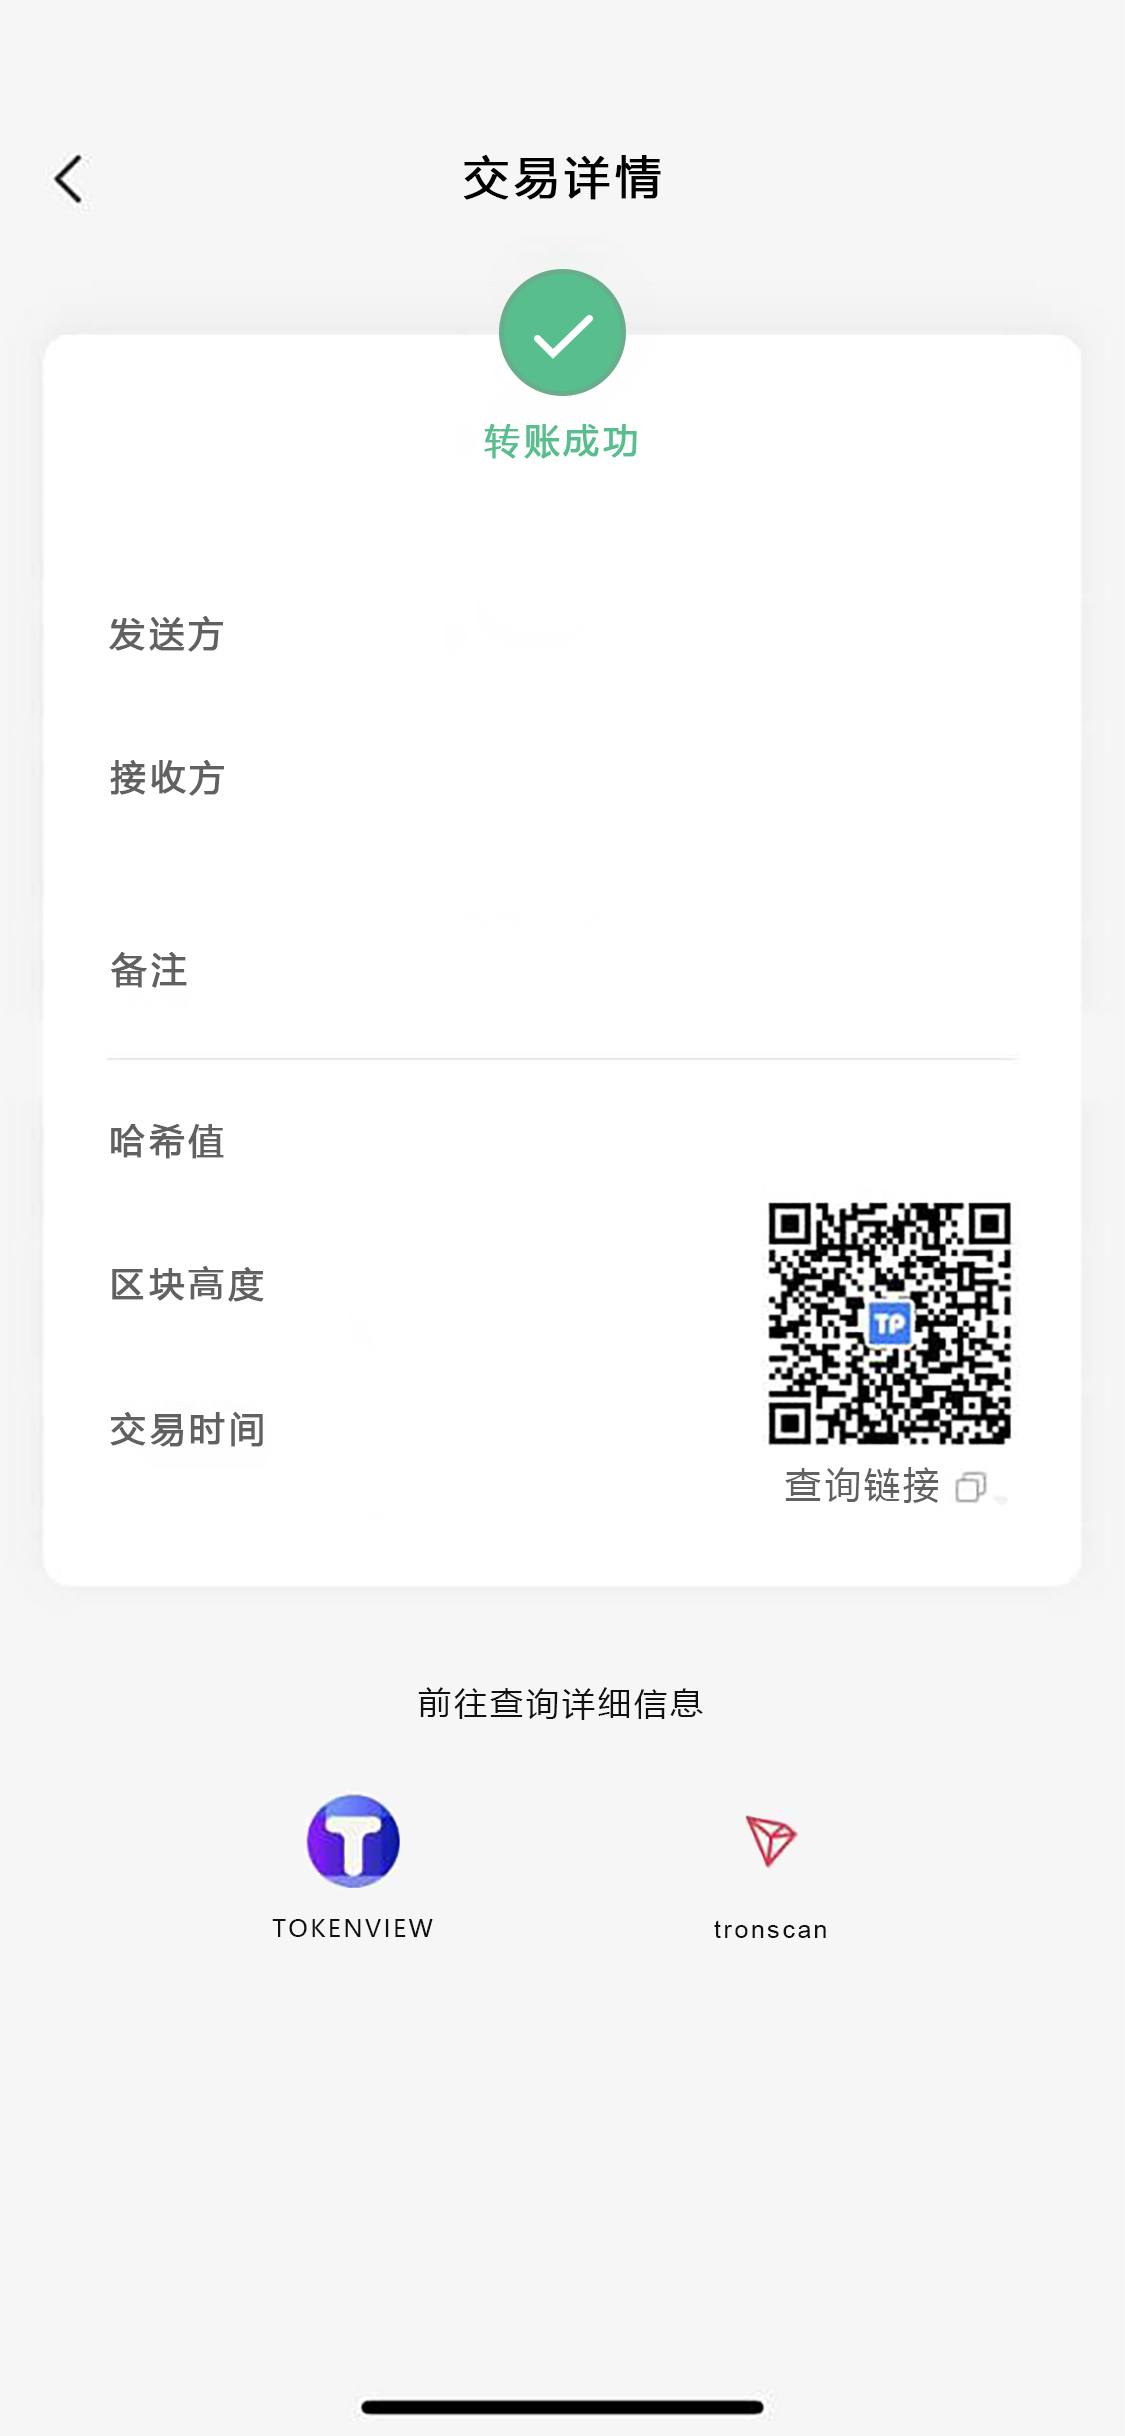 交易详情
转账成功
发送方
接收方
备注
哈希值
区块高度
TP
交易时间
查询链接
前往查询详细信息
T
TOKENVIEW
tronscan